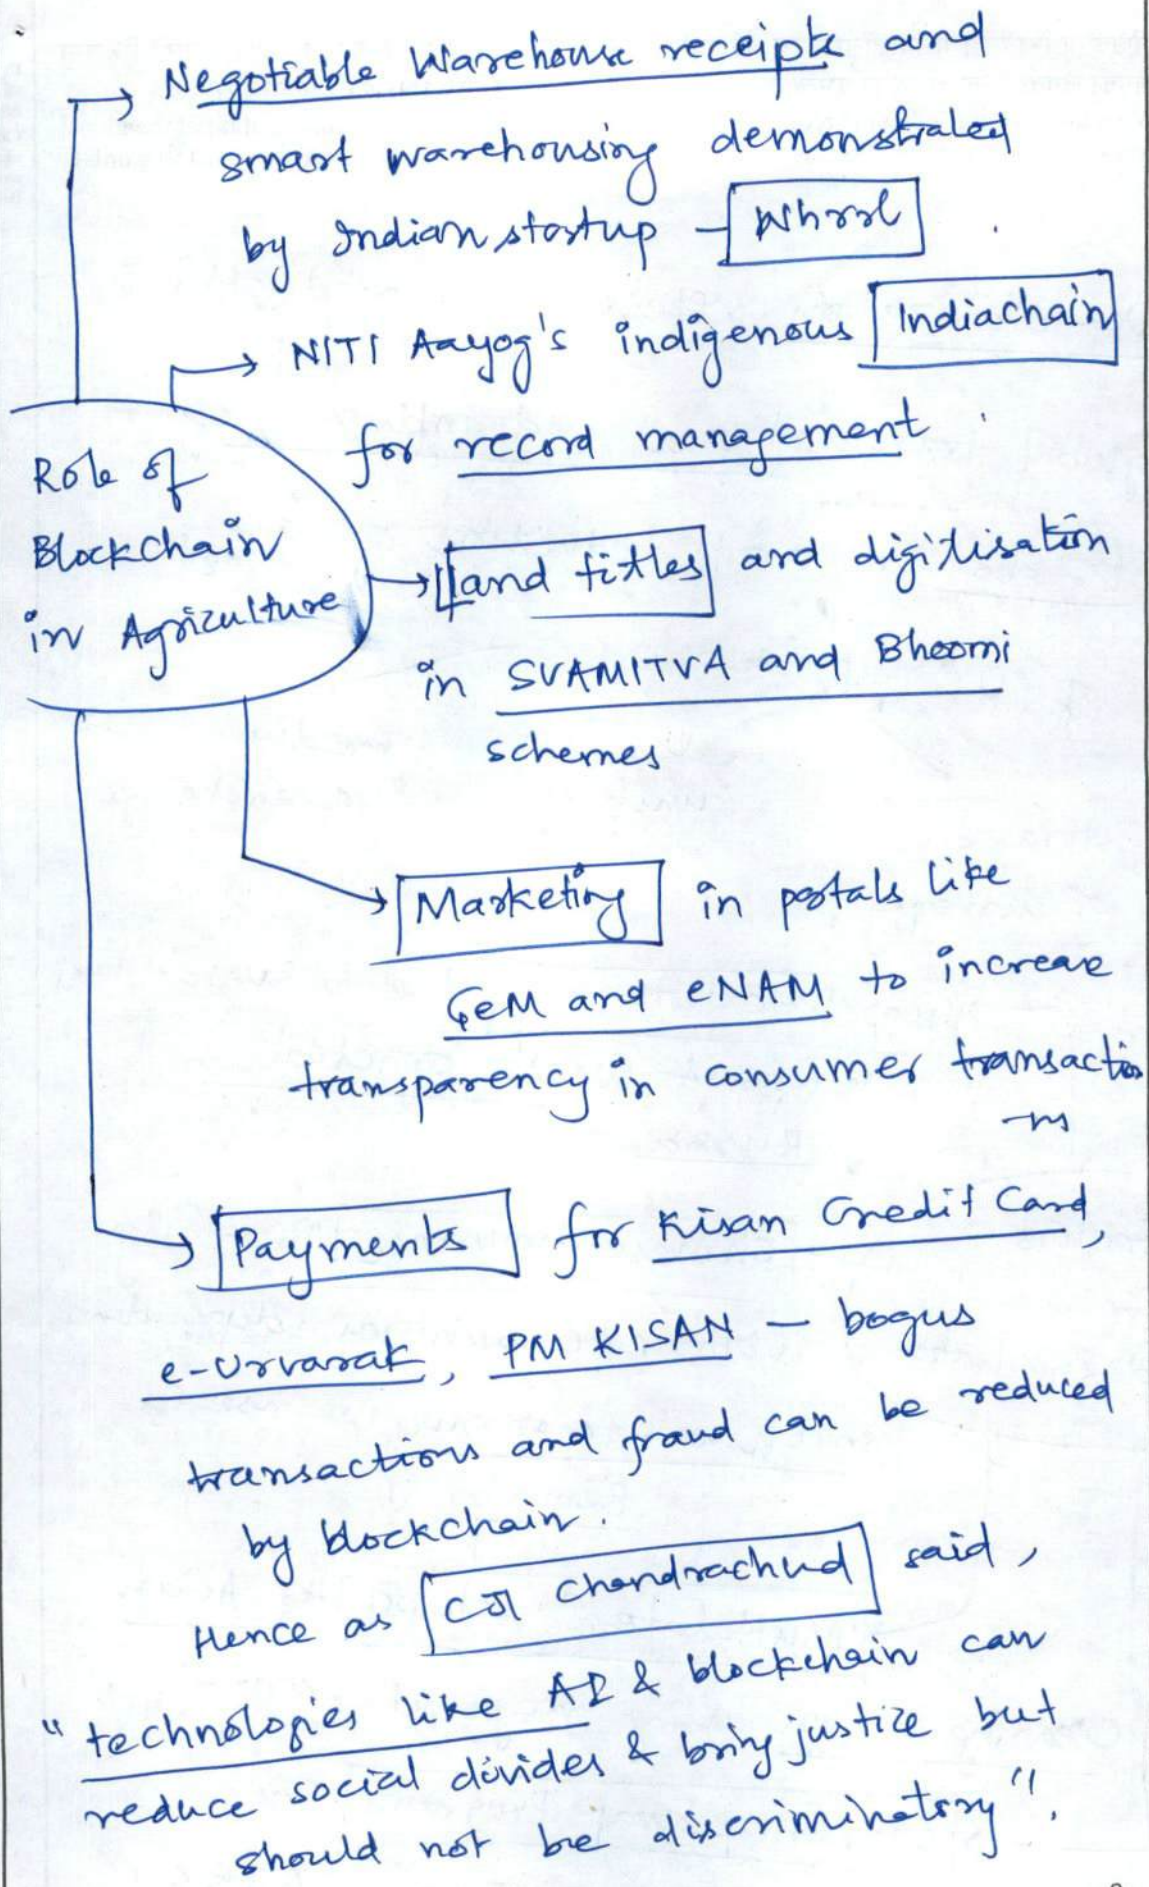 Negotiable Warehouse receipts and
smart warehousing demonstrated
by Indian startup - Whrrl
NITI Aayog's indigenous Indiachain
for record management
Role of
Blockchain
in Agriculture
Land titles and digitisation
in SVAMITVA and Bhoomi
schemes
Marketing in portals like
GeM and eNAM to increase
transparency in consumer transactio
-ns
Payments for Kisan Credit Card,
e-Urvarak, PM KISAN - bogus
transactions and fraud can be reduced
by blockchain.
Hence as CJI Chandrachud said,
"technologies like AI & blockchain can
reduce social divides & bring justice but
should not be discriminatory".